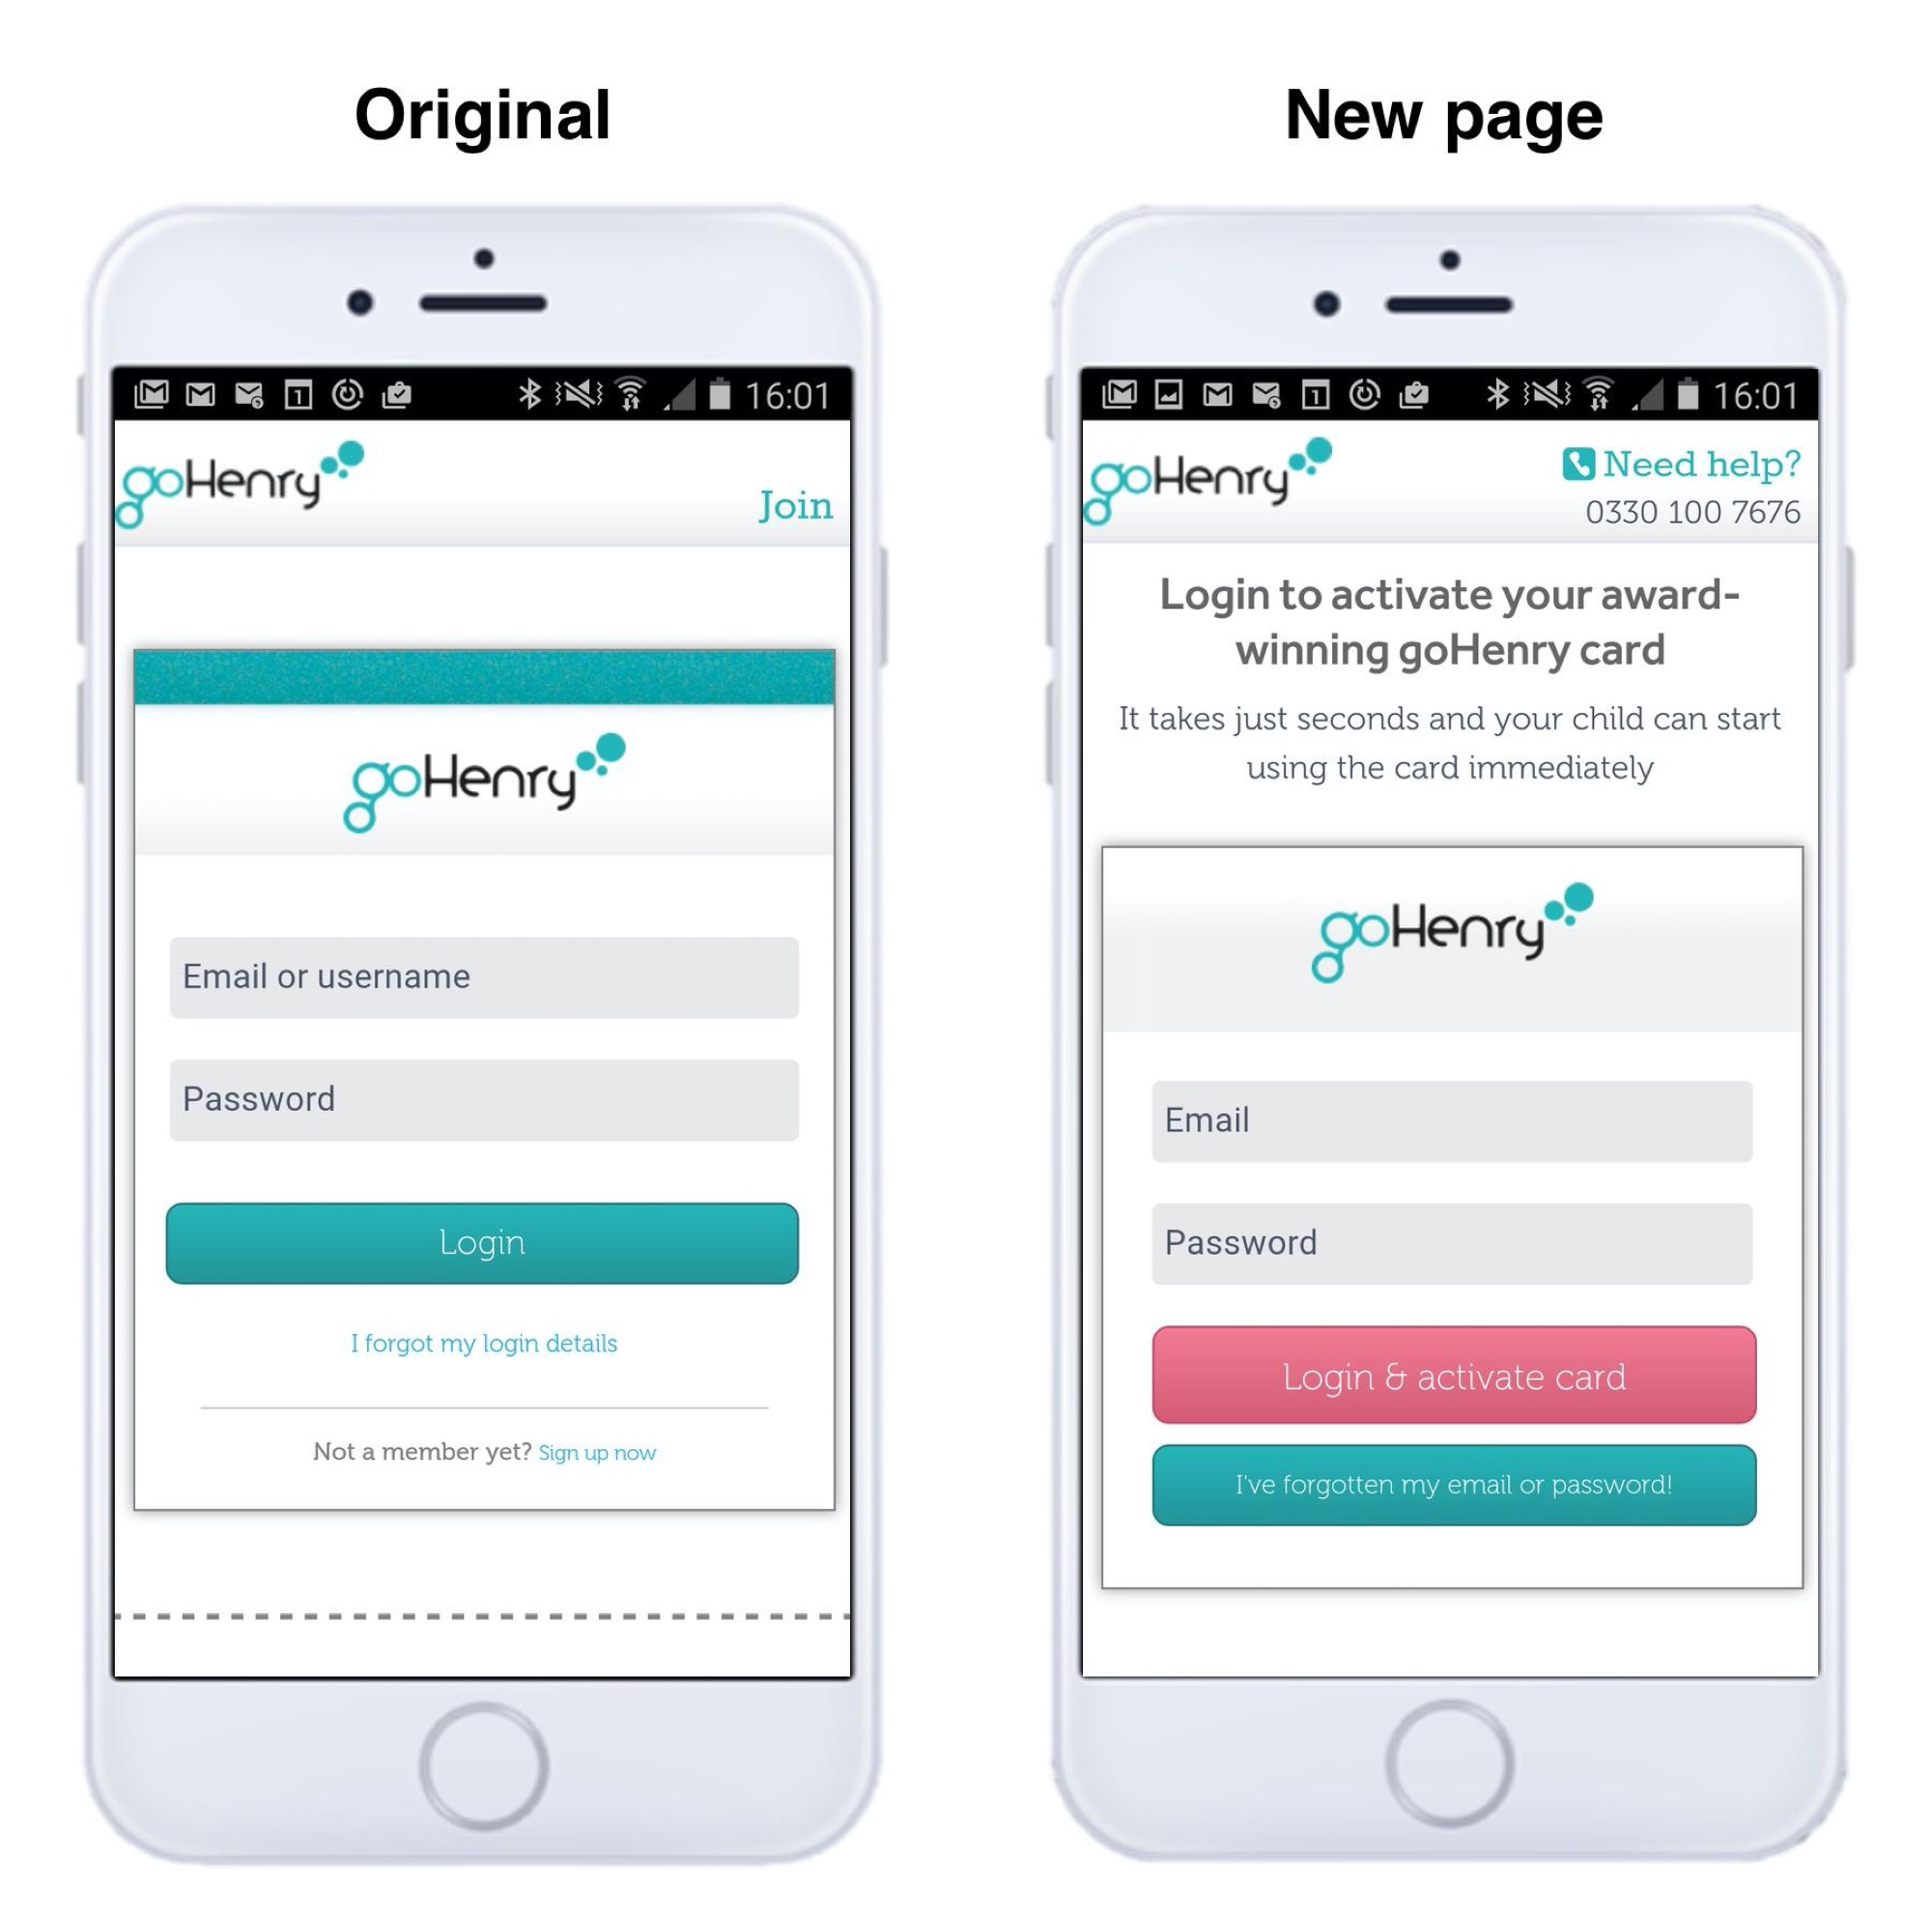 Original
16:01
goHenry
Join
goHenry
Email or username
Password
Login
I forgot my login details
Not a member yet? Sign up now
New page
1
16:01
goHenry
Need help?
0330 100 7676
Login to activate your award-
winning goHenry card
It takes just seconds and your child can start
using the card immediately
goHenry
Email
Password
Login & activate card
I've forgotten my email or password!